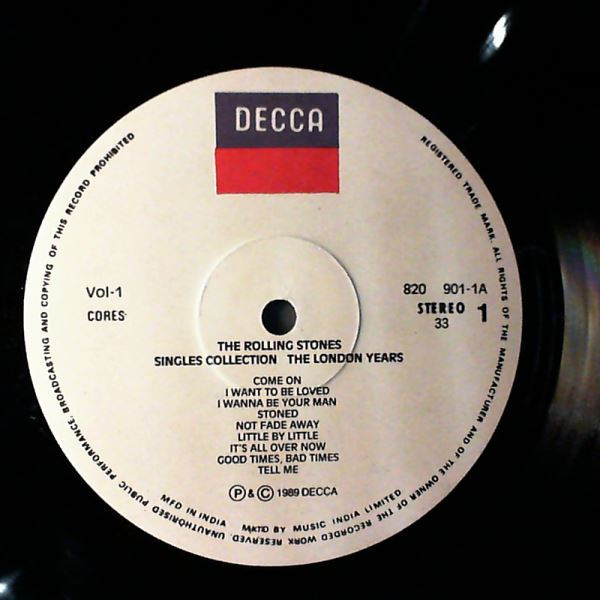 DECCA
Vol-1
CORES
820 901-1A
STEREO 1
33
THE ROLLING STONES
SINGLES COLLECTION THE LONDON YEARS
COME ON
I WANT TO BE LOVED
I WANNA BE YOUR MAN
STONED
NOT FADE AWAY
LITTLE BY LITTLE
IT'S ALL OVER NOW
GOOD TIMES, BAD TIMES
TELL ME
Ⓟ & © 1989 DECCA
MFD IN INDIA MKTD BY MUSIC INDIA LIMITED
REGISTERED TRADE MARK. ALL RIGHTS OF THE MANUFACTURER AND OF THE OWNER OF THE RECORDED WORK RESERVED. UNAUTHORISED PUBLIC PERFORMANCE, BROADCASTING AND COPYING OF THIS RECORD PROHIBITED